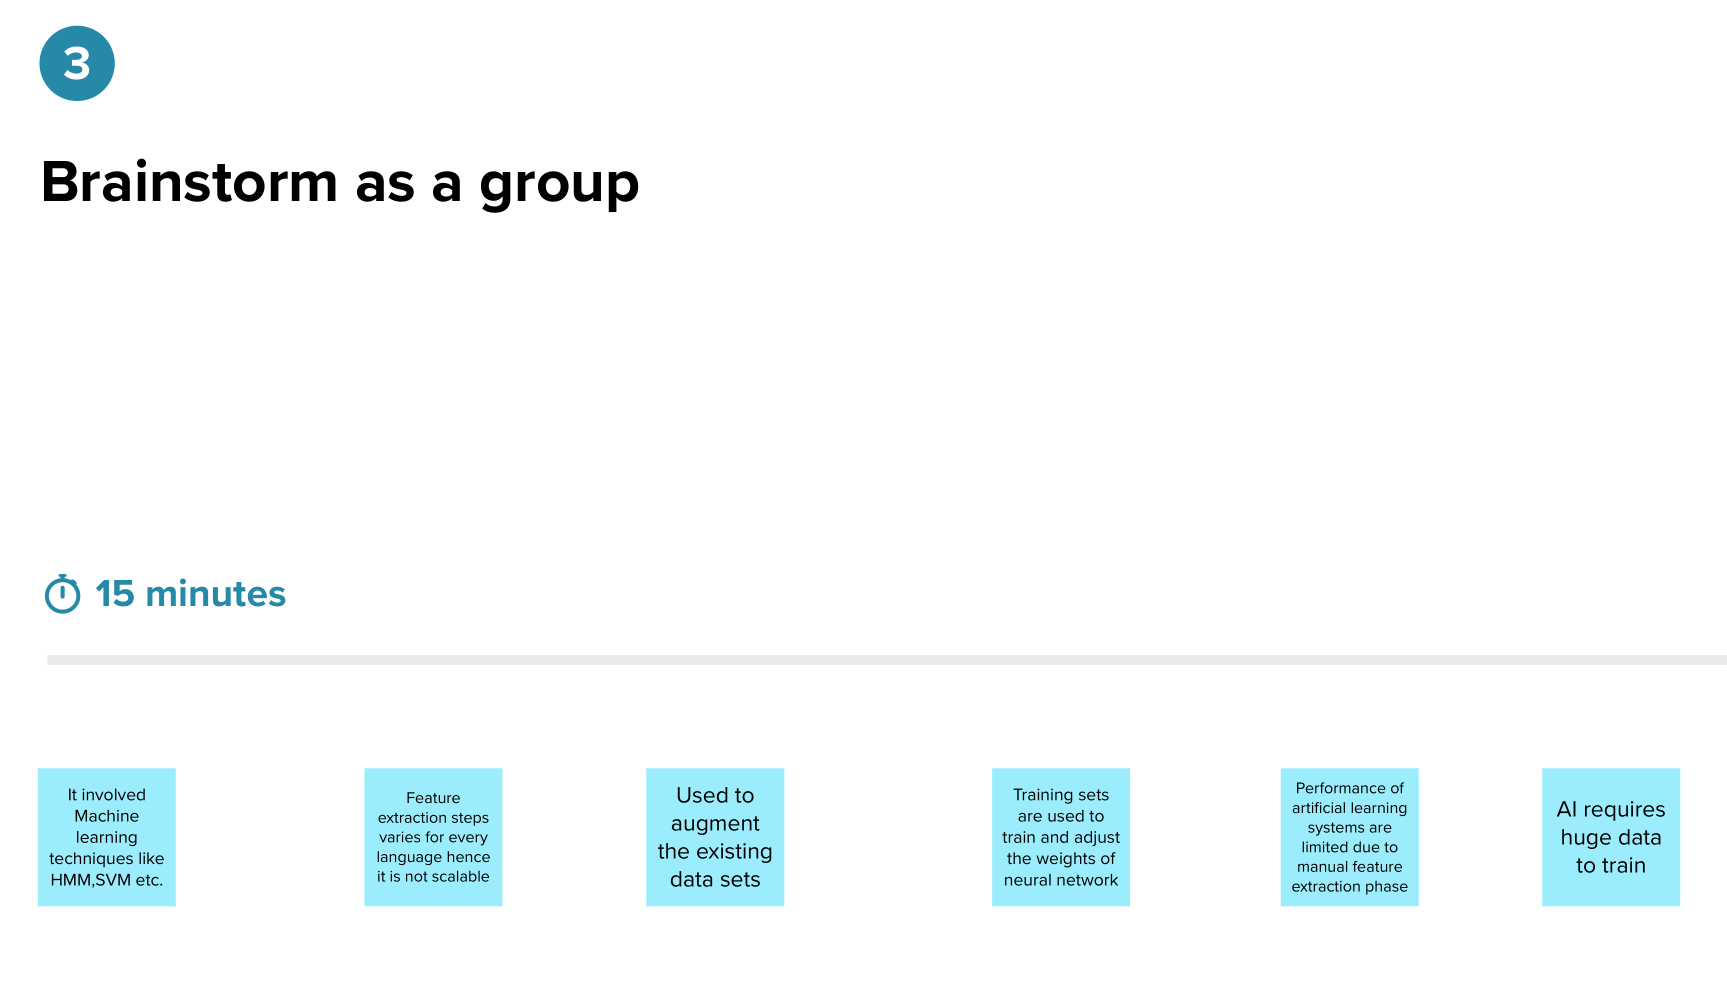 3
Brainstorm as a group
15 minutes
It involved
Machine
learning
techniques like
HMM,SVM etc.
Feature
extraction steps
varies for every
language hence
it is not scalable
Used to
augment
the existing
data sets
Training sets
are used to
train and adjust
the weights of
neural network
Performance of
artificial learning
systems are
limited due to
manual feature
extraction phase
AI requires
huge data
to train